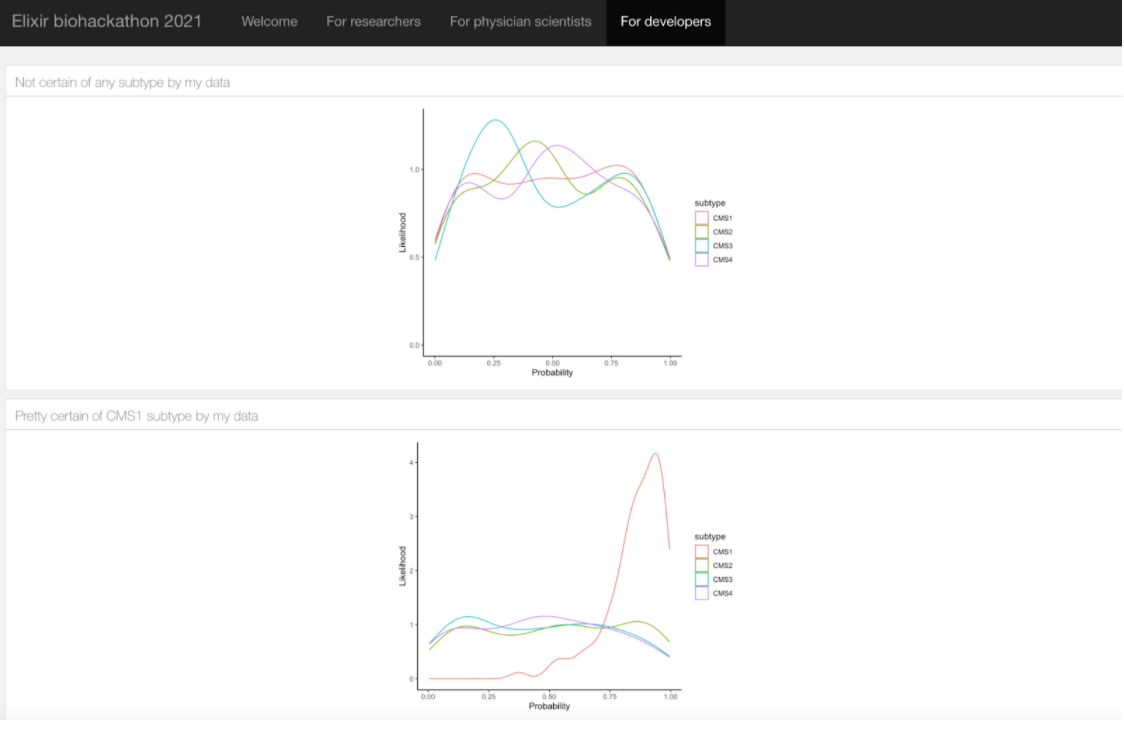 Elixir biohackathon 2021 Welcome For researchers For physician scientists For developers
Not certain of any subtype by my data
1.0
0.5
0.0
Likelihood
0.00 0.25 0.50 0.75 1.00
Probability
subtype
CMS1
CMS2
CMS3
CMS4
Pretty certain of CMS1 subtype by my data
4
3
2
1
0
Likelihood
0.00 0.25 0.50 0.75 1.00
Probability
subtype
CMS1
CMS2
CMS3
CMS4